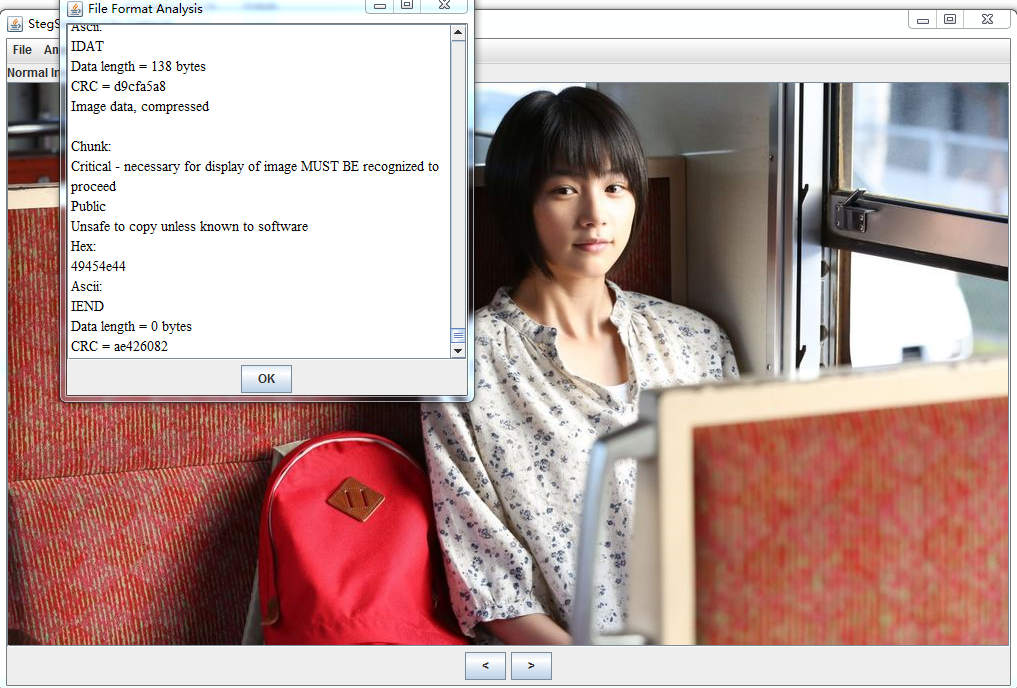 File Format Analysis
StegS
File An
Normal In
Ascii:
IDAT
Data length = 138 bytes
CRC = d9cfa5a8
Image data, compressed
Chunk:
Critical - necessary for display of image MUST BE recognized to
proceed
Public
Unsafe to copy unless known to software
Hex:
49454e44
Ascii:
IEND
Data length = 0 bytes
CRC = ae426082
OK
< >